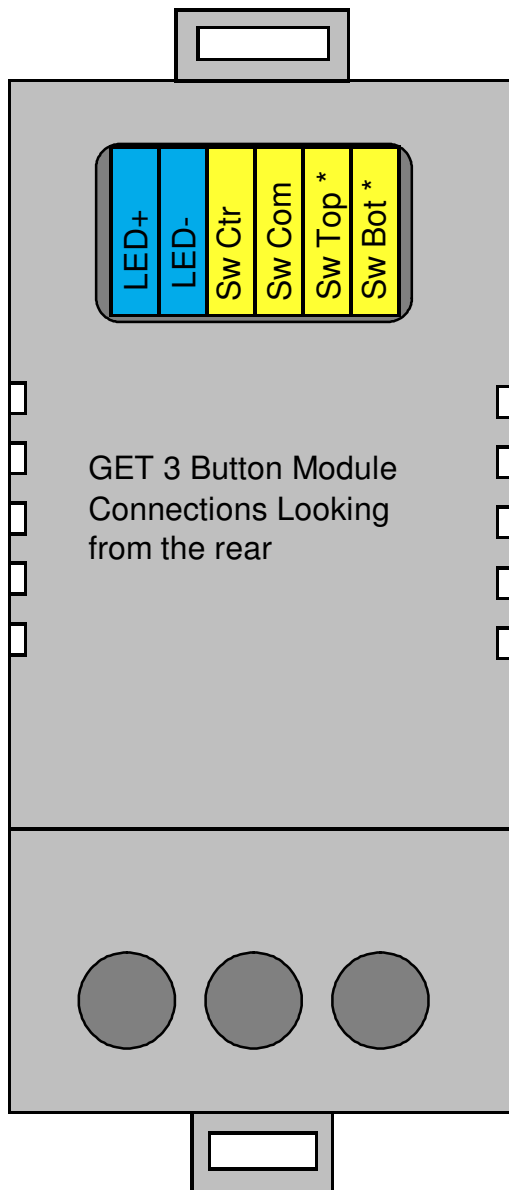 LED+
LED-
Sw Ctr
Sw Com
Sw Top *
Sw Bot *
GET 3 Button Module
Connections Looking
from the rear